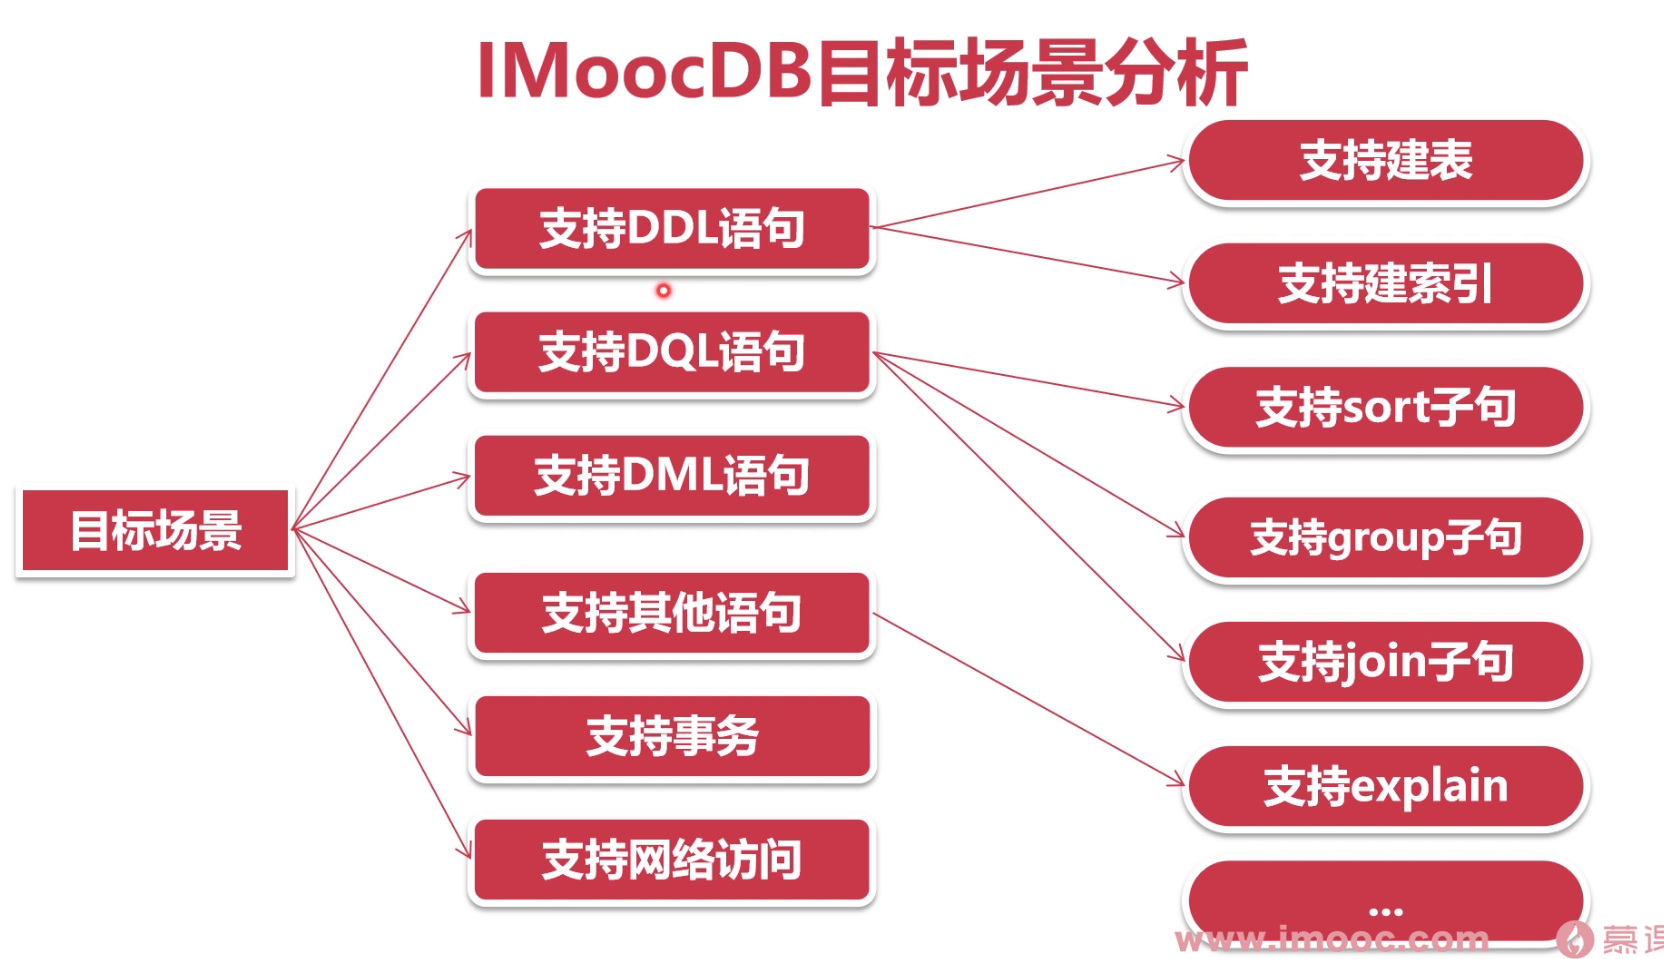 IMoocDB目标场景分析
目标场景
支持DDL语句
支持DQL语句
支持DML语句
支持其他语句
支持事务
支持网络访问
支持建表
支持建索引
支持sort子句
支持group子句
支持join子句
支持explain
...
www.imooc.com
慕课